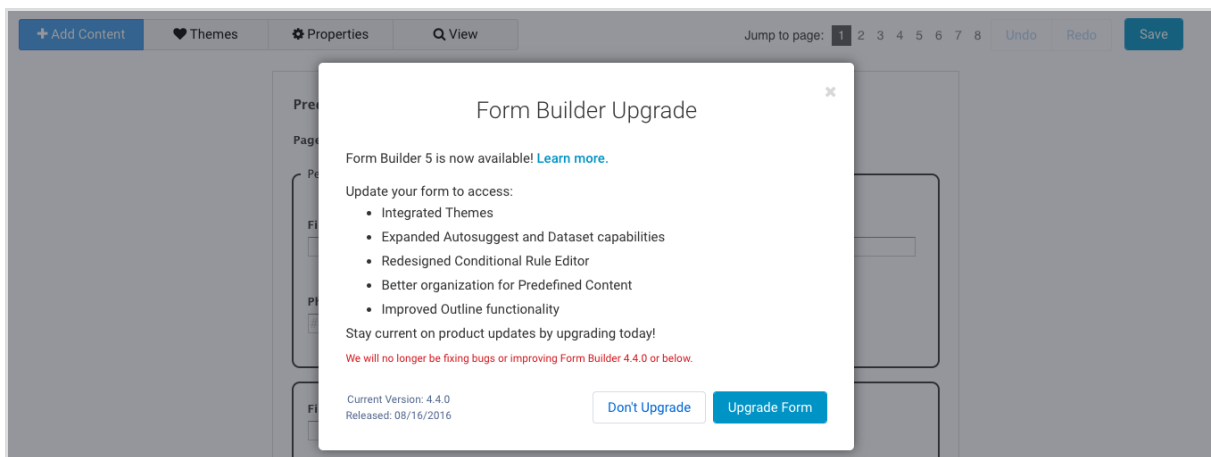 Add Content Themes Properties View Jump to page: 1 2 3 4 5 6 7 8 Undo Redo Save
Form Builder Upgrade
Form Builder 5 is now available! Learn more.
Update your form to access:
• Integrated Themes
• Expanded Autosuggest and Dataset capabilities
• Redesigned Conditional Rule Editor
• Better organization for Predefined Content
• Improved Outline functionality
Stay current on product updates by upgrading today!
We will no longer be fixing bugs or improving Form Builder 4.4.0 or below.
Current Version: 4.4.0
Released: 08/16/2016
Don't Upgrade Upgrade Form